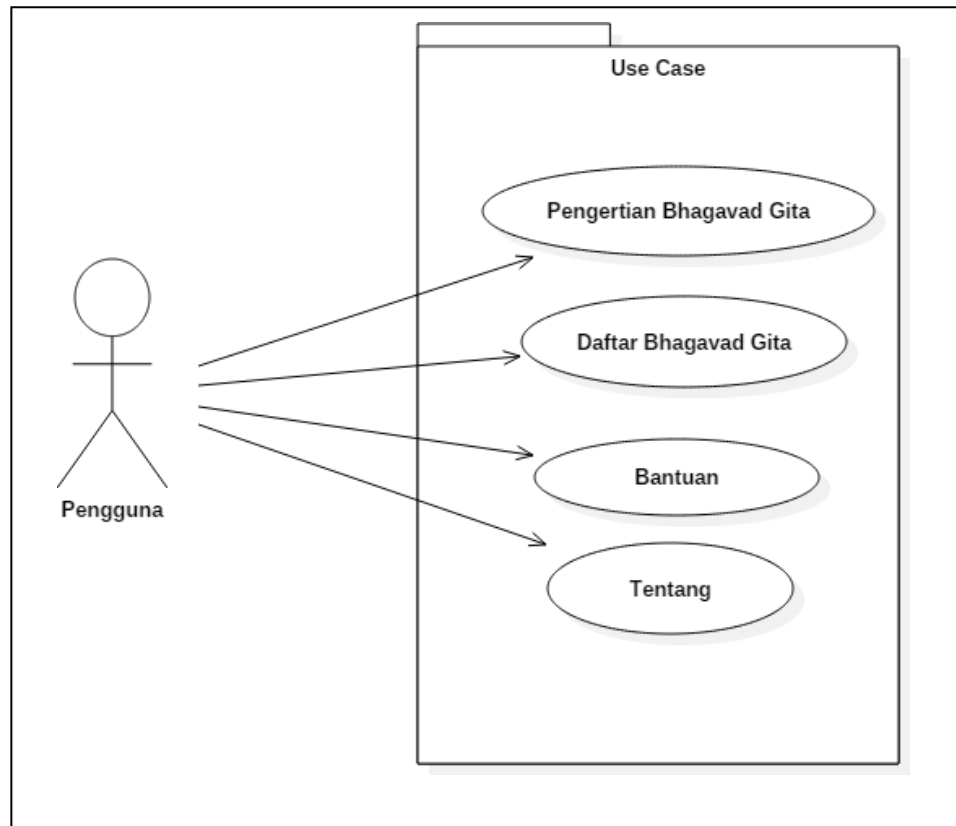 Use Case
Pengertian Bhagavad Gita
Daftar Bhagavad Gita
Bantuan
Pengguna
Tentang